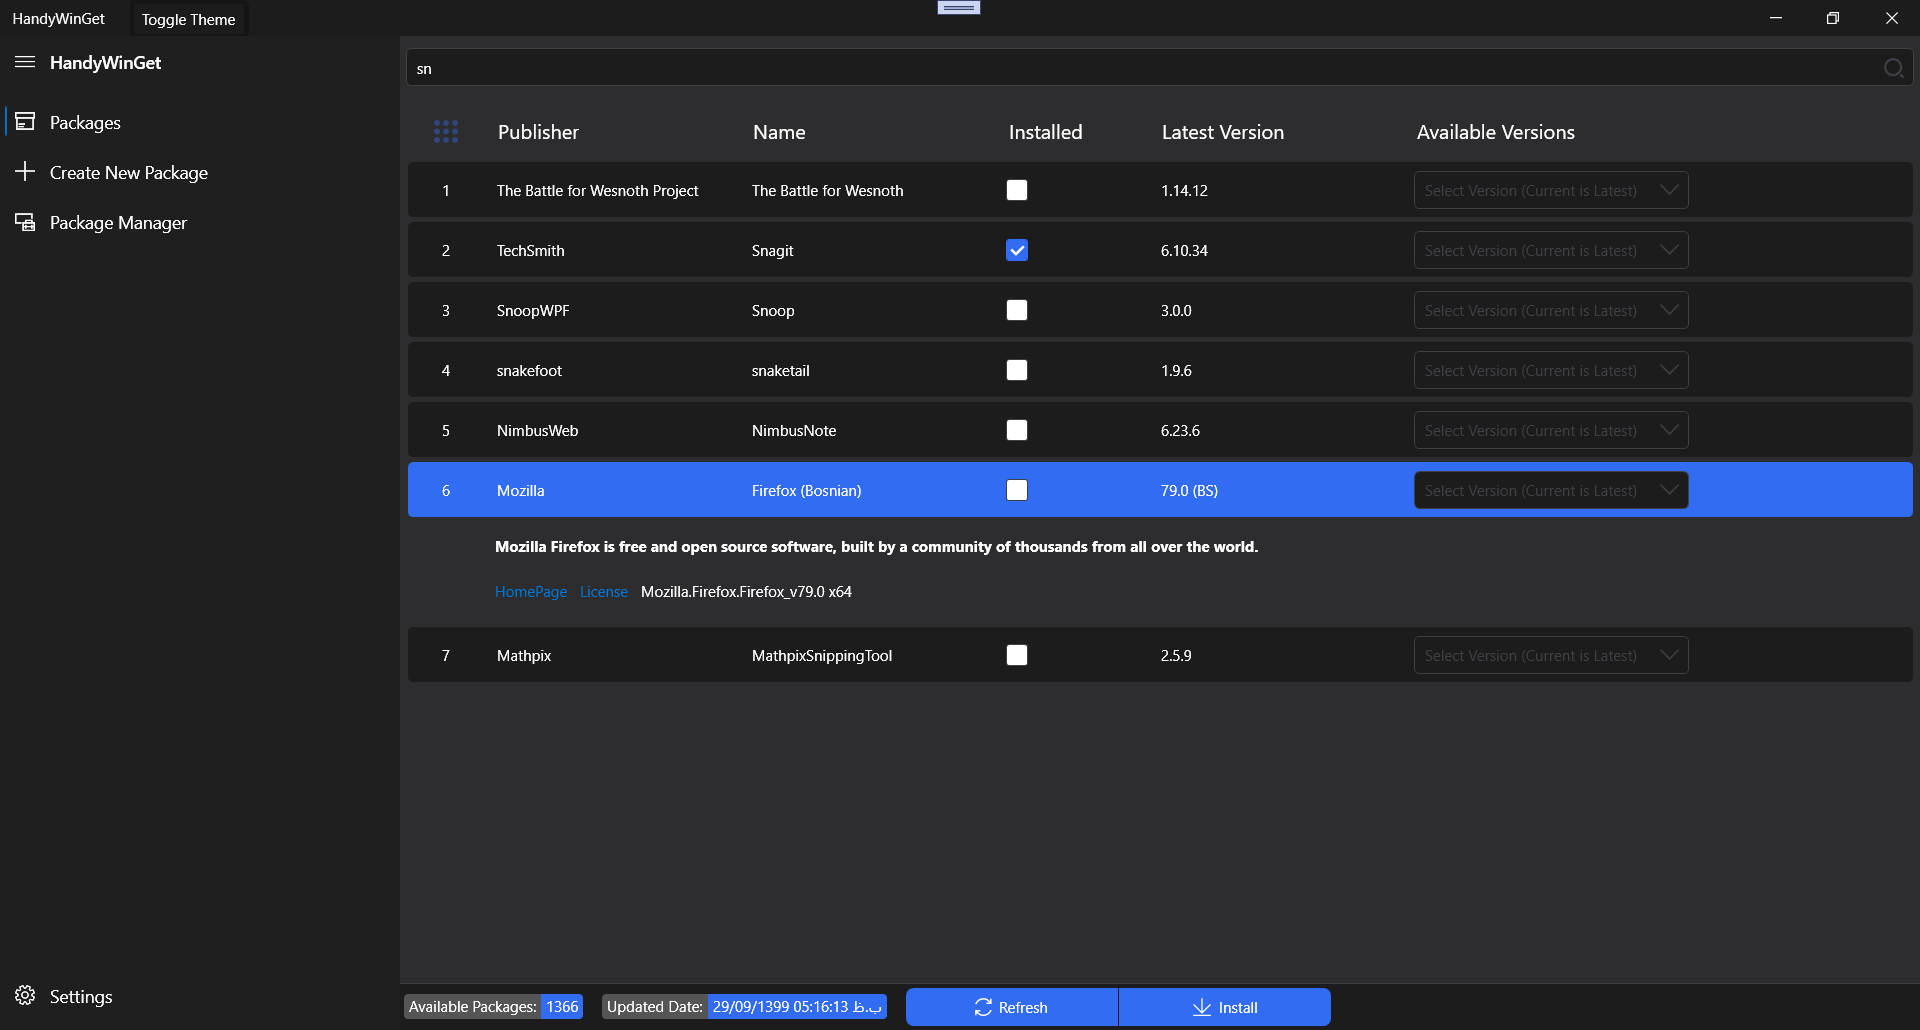 HandyWinGet Toggle Theme
HandyWinGet
Packages
Create New Package
Package Manager
Settings
sn
Publisher Name Installed Latest Version Available Versions
1 The Battle for Wesnoth Project The Battle for Wesnoth 1.14.12 Select Version (Current is Latest)
2 TechSmith Snagit 6.10.34 Select Version (Current is Latest)
3 SnoopWPF Snoop 3.0.0 Select Version (Current is Latest)
4 snakefoot snaketail 1.9.6 Select Version (Current is Latest)
5 NimbusWeb NimbusNote 6.23.6 Select Version (Current is Latest)
6 Mozilla Firefox (Bosnian) 79.0 (BS) Select Version (Current is Latest)
Mozilla Firefox is free and open source software, built by a community of thousands from all over the world.
HomePage License Mozilla.Firefox.Firefox_v79.0 x64
7 Mathpix MathpixSnippingTool 2.5.9 Select Version (Current is Latest)
Available Packages: 1366 Updated Date: 29/09/1399 05:16:13 ب.ظ Refresh Install